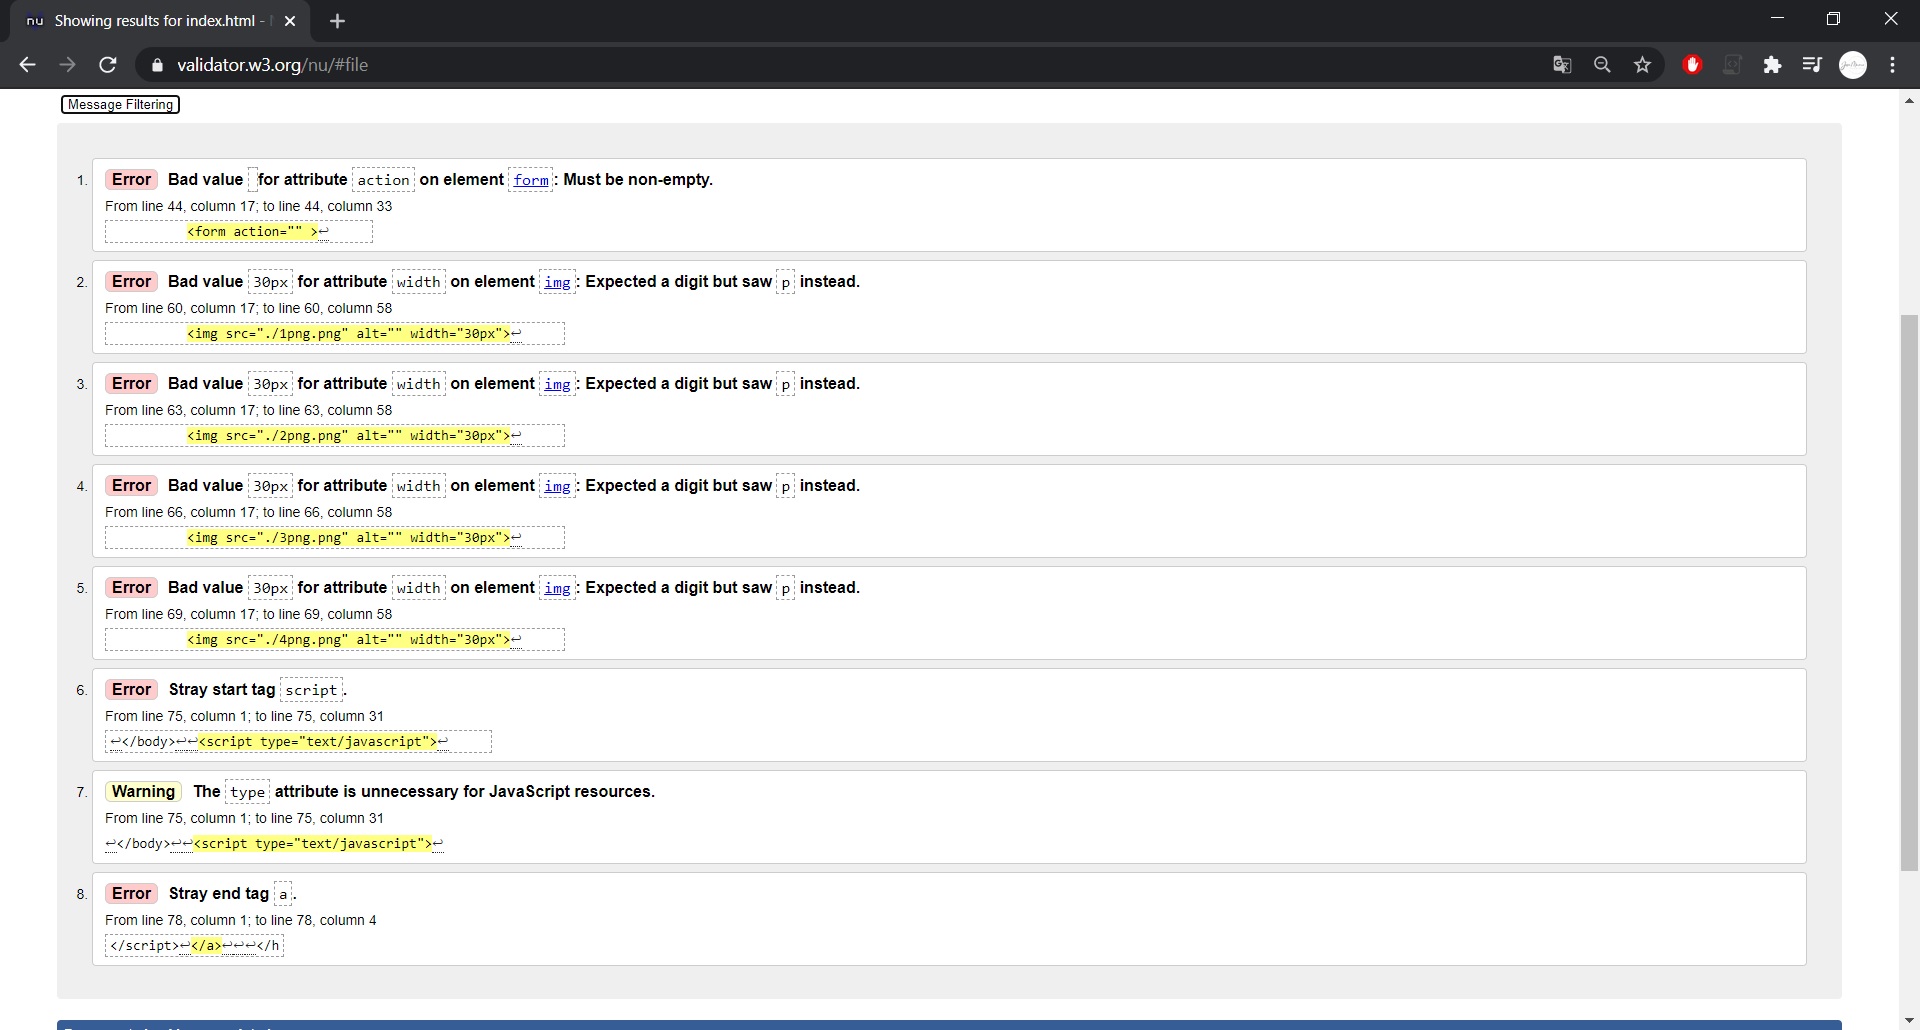 nu Showing results for index.html -
validator.w3.org/nu/#file
Message Filtering
1. Error Bad value for attribute action on element form: Must be non-empty.
From line 44, column 17; to line 44, column 33
<form action="" >↩
2. Error Bad value 30px for attribute width on element img: Expected a digit but saw p instead.
From line 60, column 17; to line 60, column 58
<img src="./1png.png" alt="" width="30px">↩
3. Error Bad value 30px for attribute width on element img: Expected a digit but saw p instead.
From line 63, column 17; to line 63, column 58
<img src="./2png.png" alt="" width="30px">↩
4. Error Bad value 30px for attribute width on element img: Expected a digit but saw p instead.
From line 66, column 17; to line 66, column 58
<img src="./3png.png" alt="" width="30px">↩
5. Error Bad value 30px for attribute width on element img: Expected a digit but saw p instead.
From line 69, column 17; to line 69, column 58
<img src="./4png.png" alt="" width="30px">↩
6. Error Stray start tag script.
From line 75, column 1; to line 75, column 31
↩</body>↩↩<script type="text/javascript">↩
7. Warning The type attribute is unnecessary for JavaScript resources.
From line 75, column 1; to line 75, column 31
↩</body>↩↩<script type="text/javascript">↩
8. Error Stray end tag a.
From line 78, column 1; to line 78, column 4
</script>↩</a>↩↩↩</h